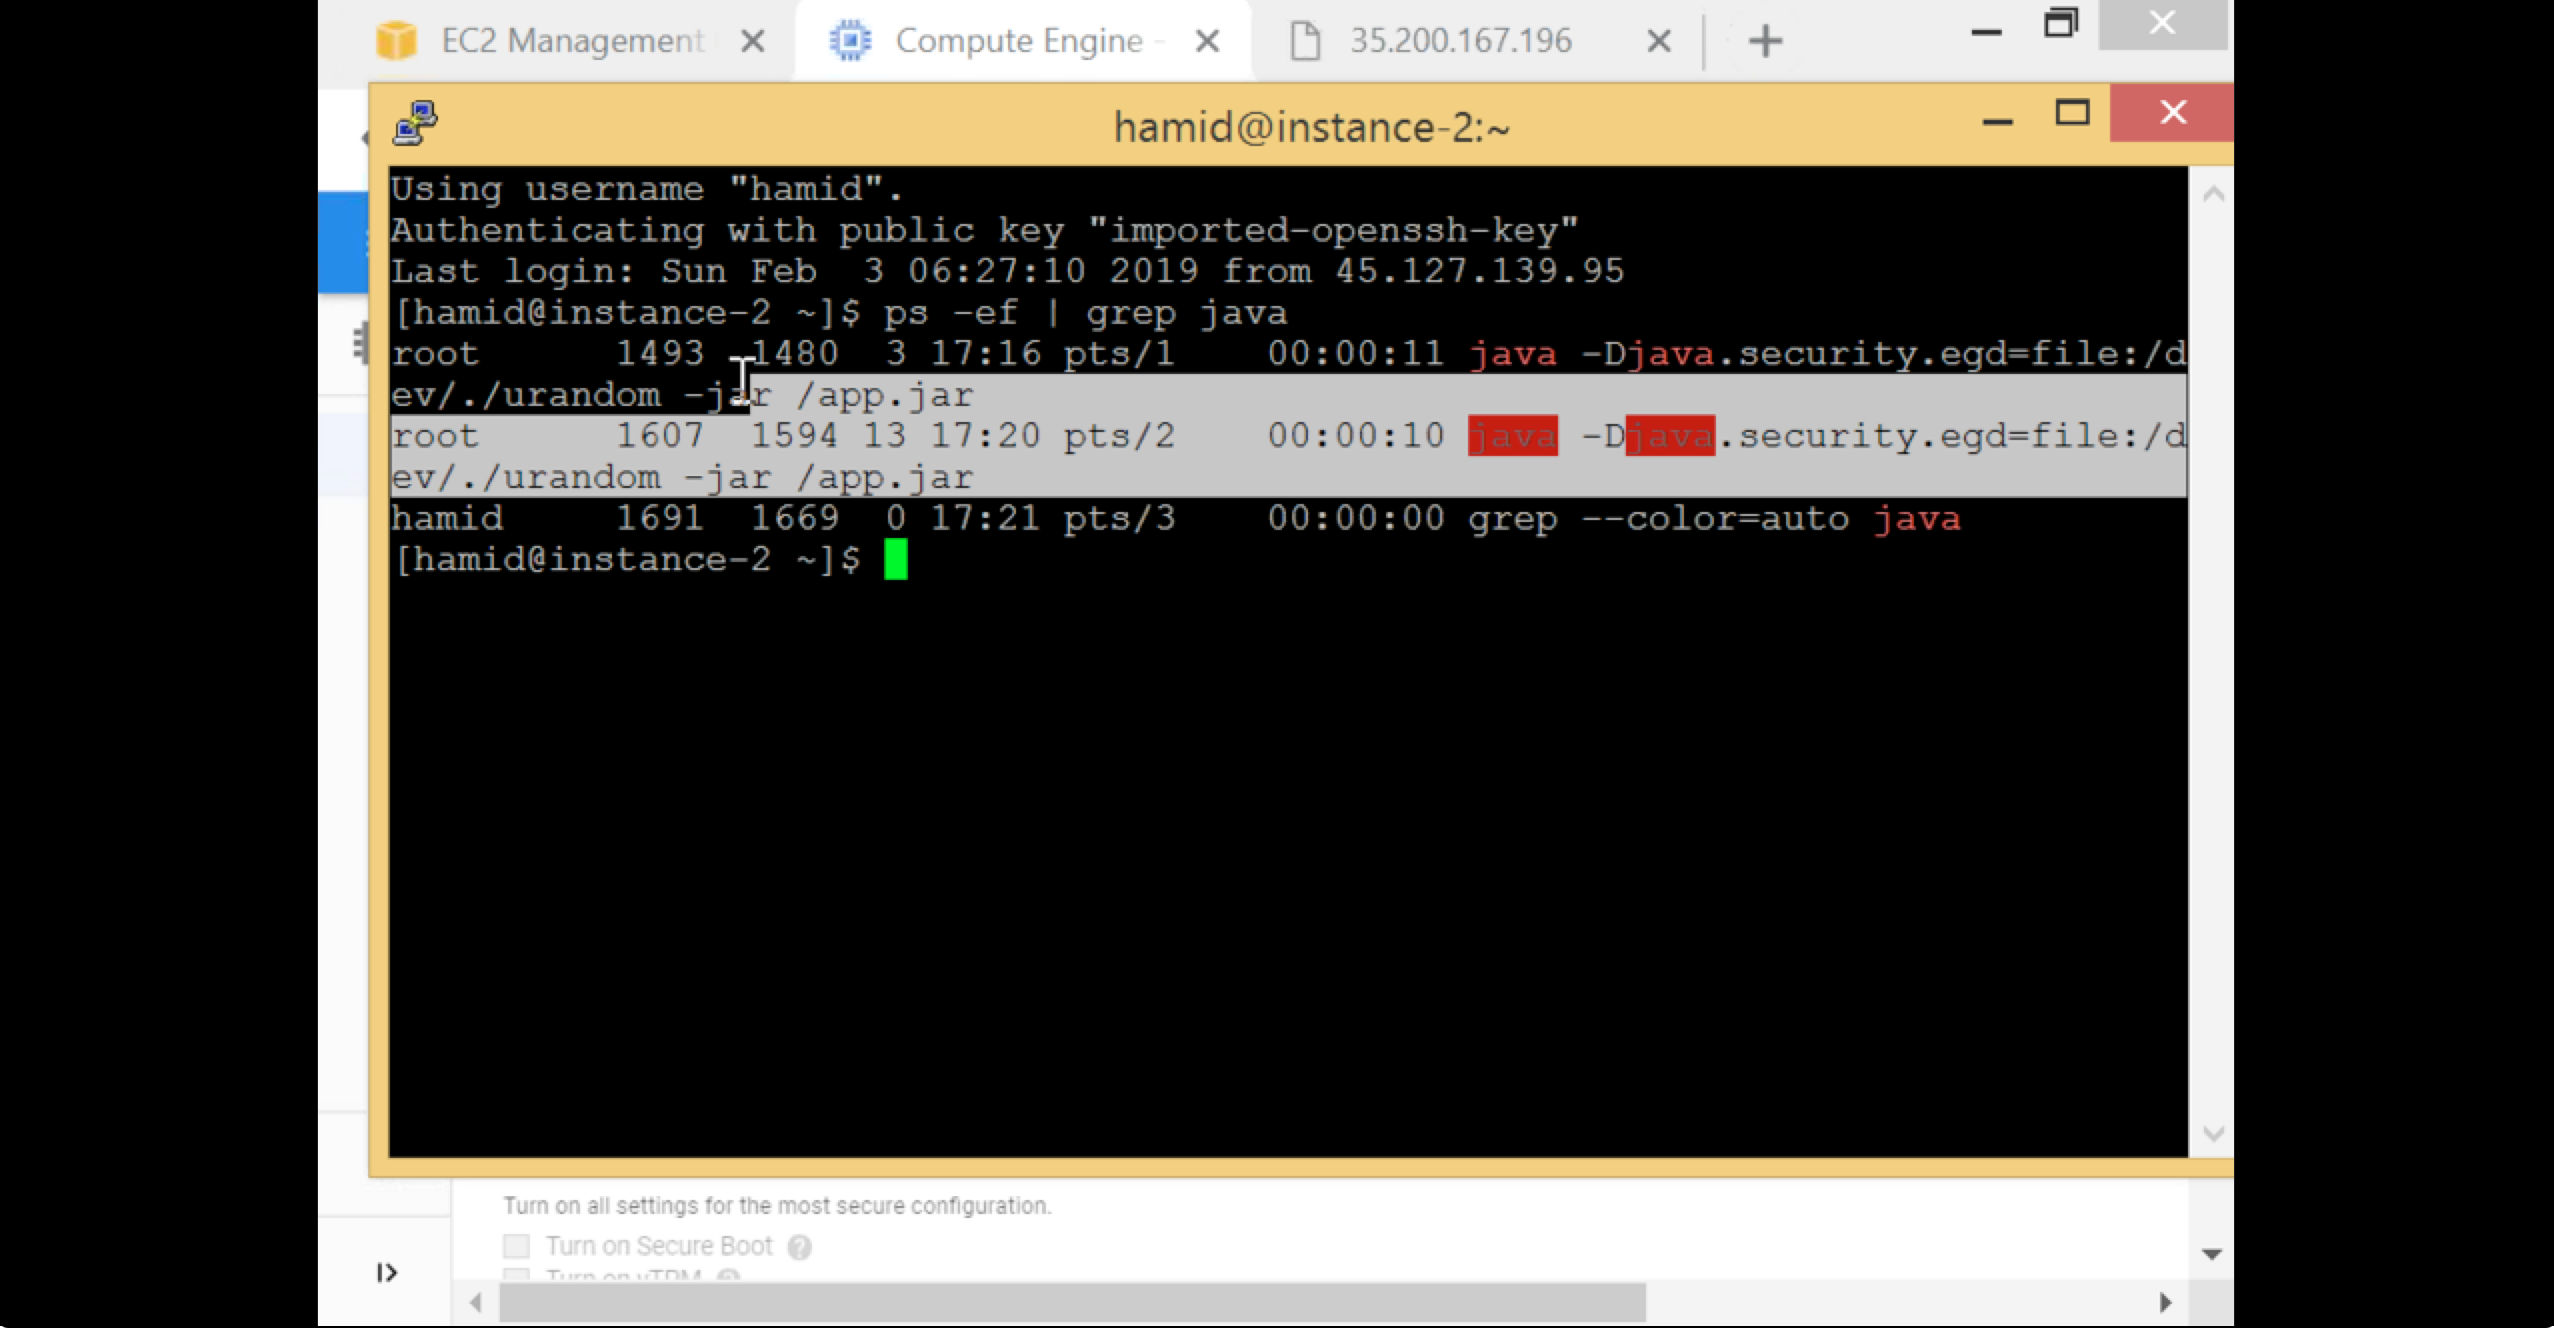 EC2 Management
Compute Engine -
35.200.167.196
hamid@instance-2:~
Using username "hamid".
Authenticating with public key "imported-openssh-key"
Last login: Sun Feb  3 06:27:10 2019 from 45.127.139.95
[hamid@instance-2 ~]$ ps -ef | grep java
root      1493  1480  3 17:16 pts/1    00:00:11 java -Djava.security.egd=file:/d
ev/./urandom -jar /app.jar
root      1607  1594 13 17:20 pts/2    00:00:10 java -Djava.security.egd=file:/d
ev/./urandom -jar /app.jar
hamid     1691  1669  0 17:21 pts/3    00:00:00 grep --color=auto java
[hamid@instance-2 ~]$
Turn on all settings for the most secure configuration.
Turn on Secure Boot
Turn on vTPM